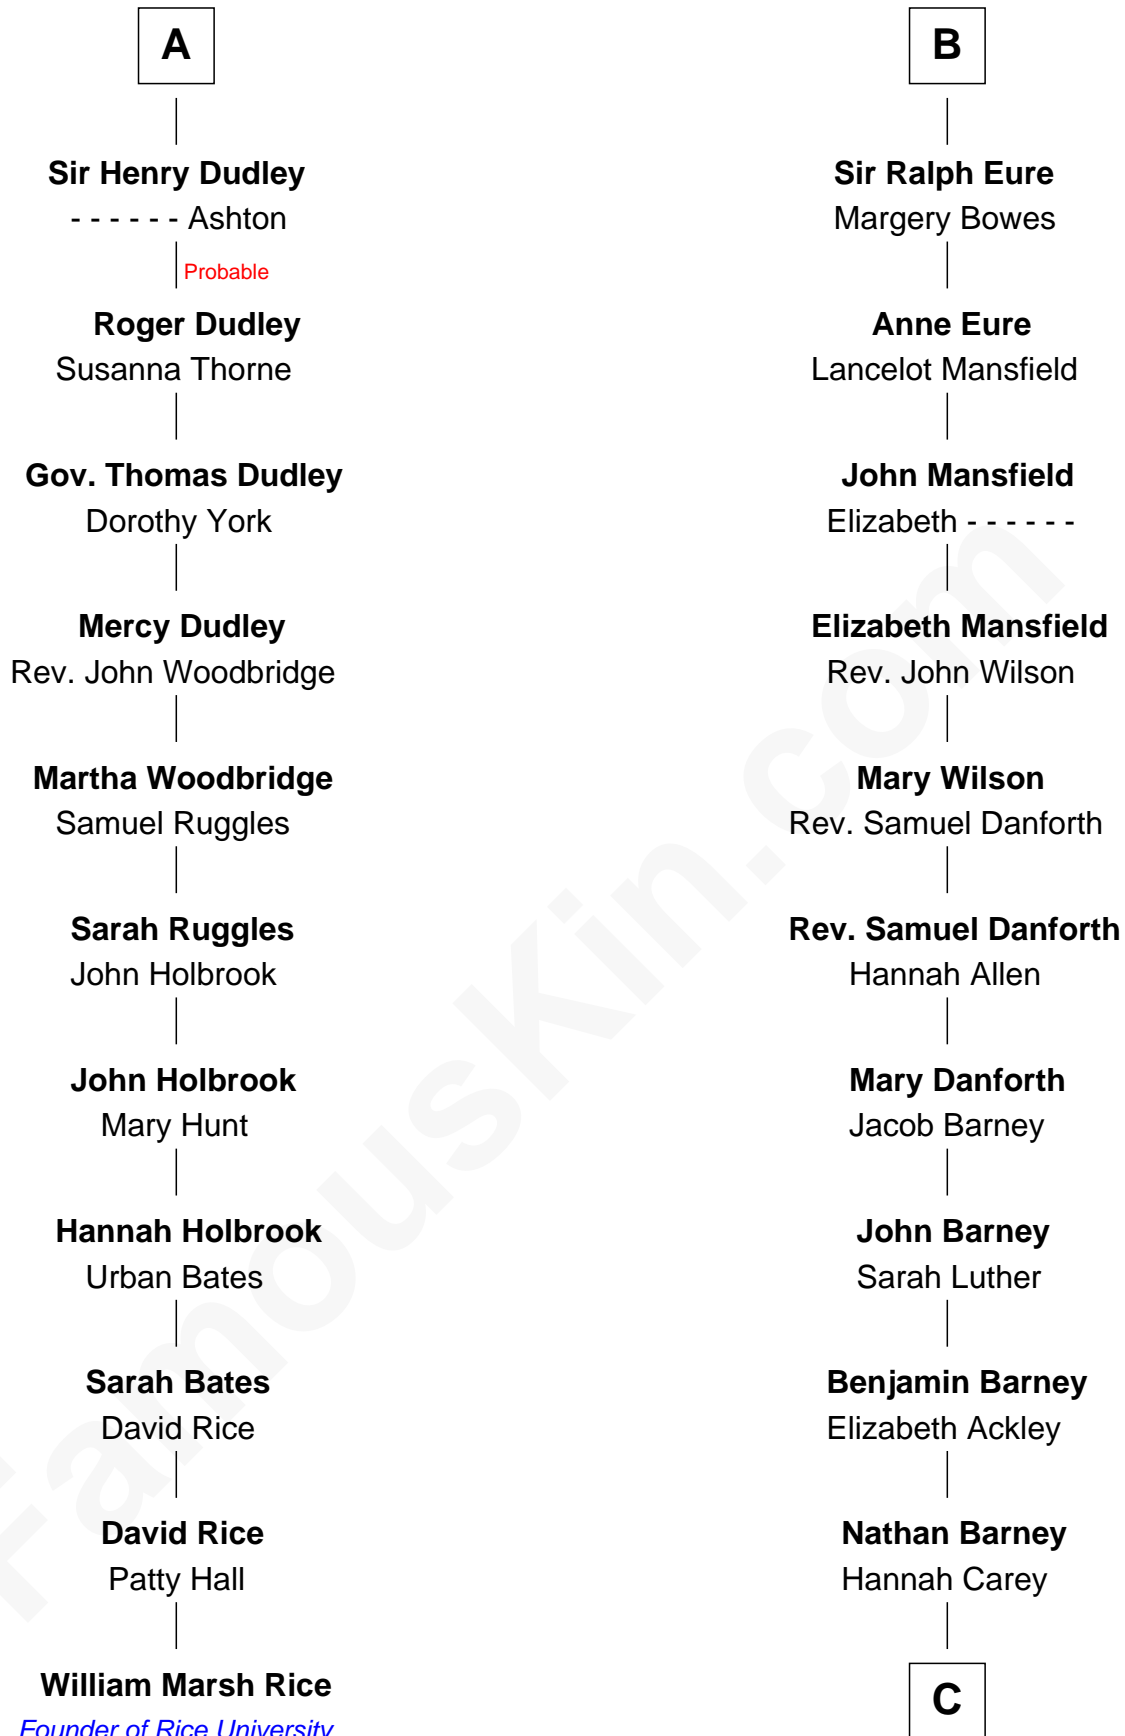 A
Sir Henry Dudley
- - - - - - Ashton
Probable
Roger Dudley
Susanna Thorne
Gov. Thomas Dudley
Dorothy York
Mercy Dudley
Rev. John Woodbridge
Martha Woodbridge
Samuel Ruggles
Sarah Ruggles
John Holbrook
John Holbrook
Mary Hunt
Hannah Holbrook
Urban Bates
Sarah Bates
David Rice
David Rice
Patty Hall
William Marsh Rice
Founder of Rice University
B
Sir Ralph Eure
Margery Bowes
Anne Eure
Lancelot Mansfield
John Mansfield
Elizabeth - - - - - -
Elizabeth Mansfield
Rev. John Wilson
Mary Wilson
Rev. Samuel Danforth
Rev. Samuel Danforth
Hannah Allen
Mary Danforth
Jacob Barney
John Barney
Sarah Luther
Benjamin Barney
Elizabeth Ackley
Nathan Barney
Hannah Carey
C
FamousKin.com